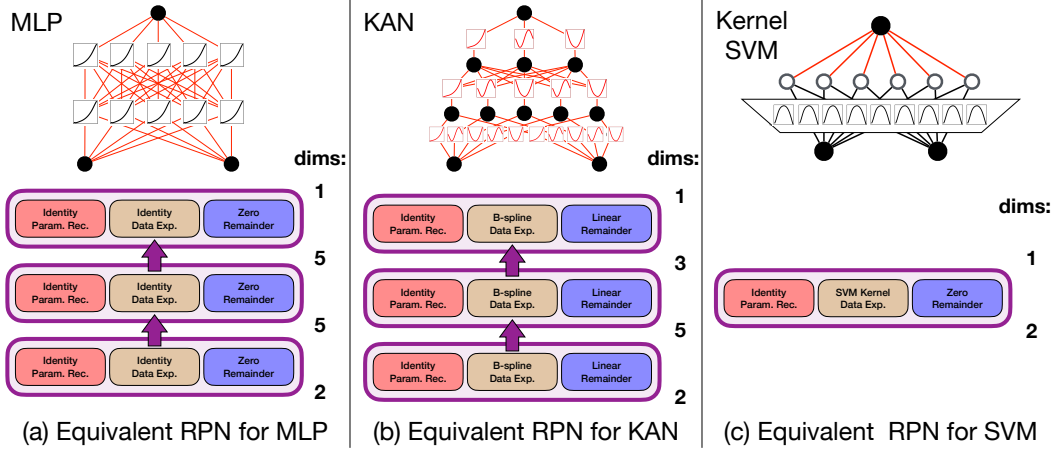 MLP
dims:
1
Identity
Param. Rec.
Identity
Data Exp.
Zero
Remainder
5
Identity
Param. Rec.
Identity
Data Exp.
Zero
Remainder
5
Identity
Param. Rec.
Identity
Data Exp.
Zero
Remainder
2
(a) Equivalent RPN for MLP
KAN
dims:
1
Identity
Param. Rec.
B-spline
Data Exp.
Linear
Remainder
3
Identity
Param. Rec.
B-spline
Data Exp.
Linear
Remainder
5
Identity
Param. Rec.
B-spline
Data Exp.
Linear
Remainder
2
(b) Equivalent RPN for KAN
Kernel
SVM
dims:
1
Identity
Param. Rec.
SVM Kernel
Data Exp.
Zero
Remainder
2
(c) Equivalent RPN for SVM